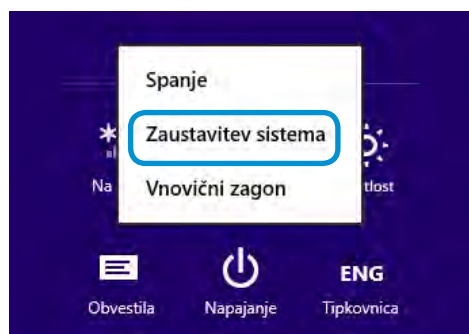 Spanje
Zaustavitev sistema
Vnovični zagon
Na
tlost
ENG
Obvestila
Napajanje
Tipkovnica